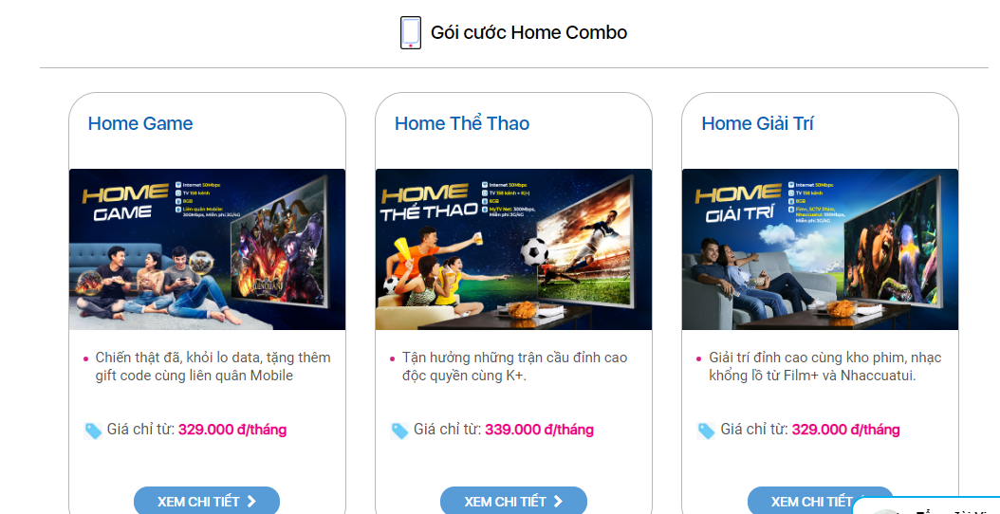 Gói cước Home Combo
Home Game
HOME
GAME
Internet 50Mbps
TV 158 kênh
8GB
Liên quân Mobile:
300Mbps, Miễn phí 3G/4G
Chiến thật đã, khỏi lo data, tặng thêm
gift code cùng liên quân Mobile
Giá chỉ từ: 329.000 đ/tháng
XEM CHI TIẾT
Home Thể Thao
HOME
THỂ THAO
Internet 50Mbps
TV 158 kênh + K(+)
8GB
MyTV Net: 300Mbps,
Miễn phí 3G/4G
Tận hưởng những trận cầu đỉnh cao
độc quyền cùng K+.
Giá chỉ từ: 339.000 đ/tháng
XEM CHI TIẾT
Home Giải Trí
HOME
GIẢI TRÍ
Internet 50Mbps
TV 158 kênh
8GB
Film+, SCTV Phim,
Nhaccuatui: 150Mbps,
Miễn phí 3G/4G
Giải trí đỉnh cao cùng kho phim, nhạc
khổng lồ từ Film+ và Nhaccuatui.
Giá chỉ từ: 329.000 đ/tháng
XEM CHI TIẾT